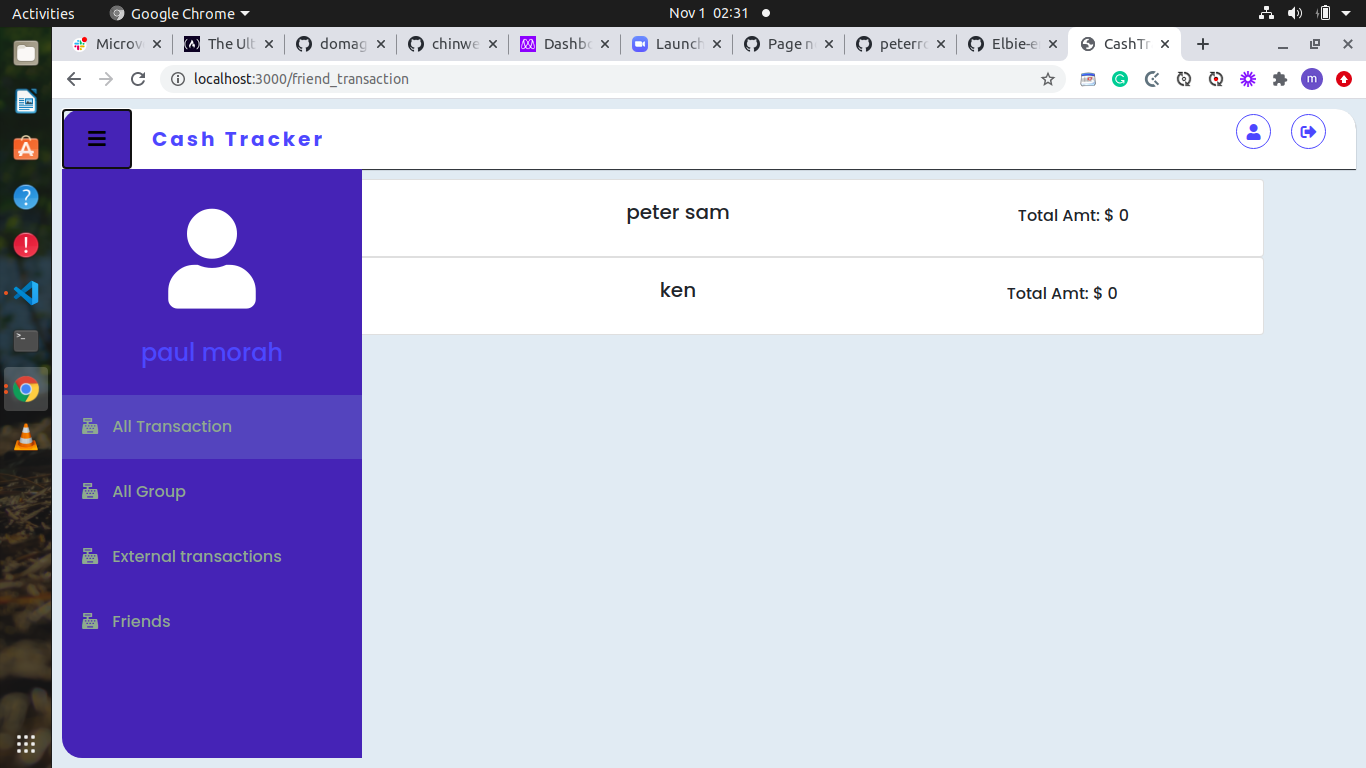 Activities Google Chrome Nov 1 02:31
Microve The Ult domag chinwe Dashbo Launch Page n peterro Elbie-e CashTr
localhost:3000/friend_transaction m
Cash Tracker
peter sam Total Amt: $ 0
ken Total Amt: $ 0
paul morah
All Transaction
All Group
External transactions
Friends